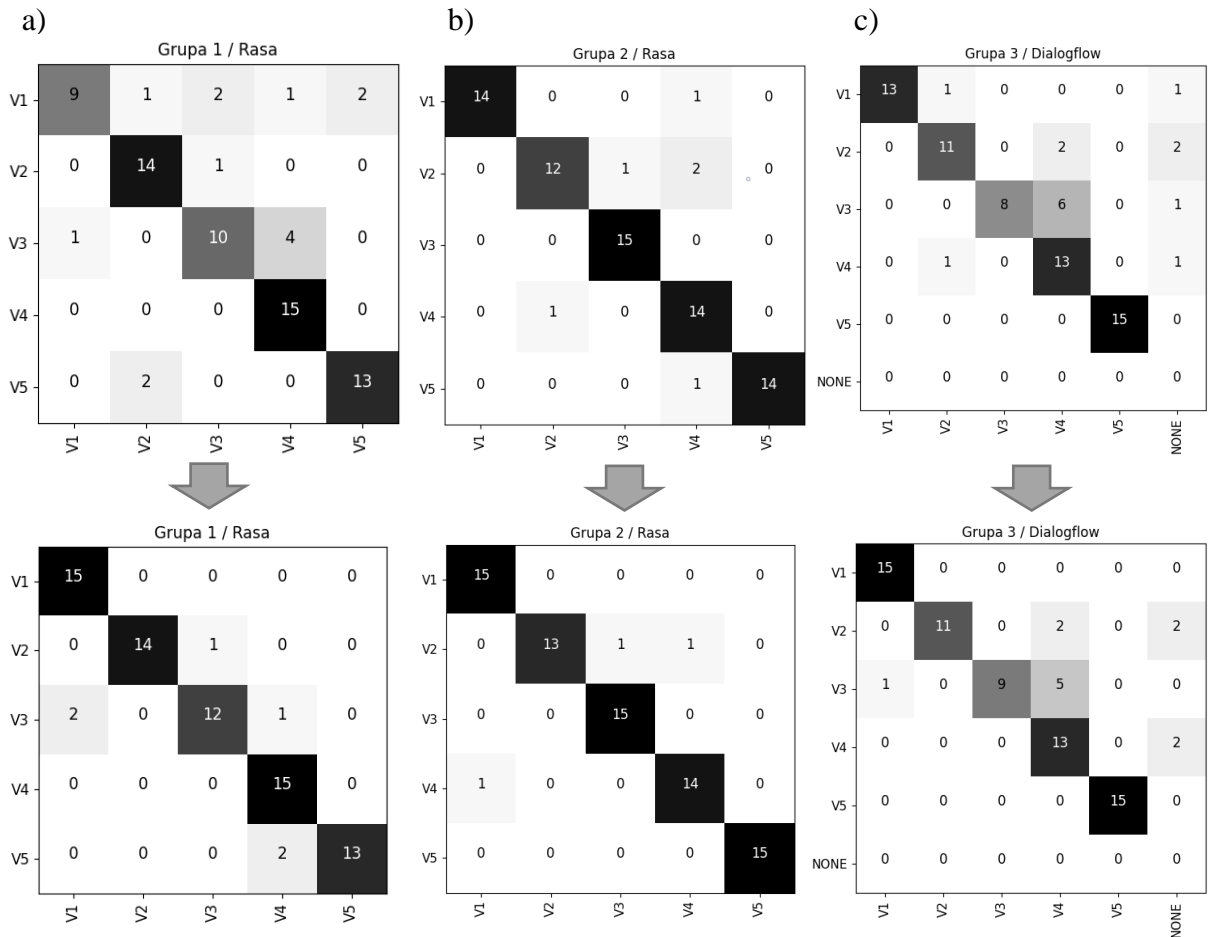 a)
Grupa 1 / Rasa
V1 9 1 2 1 2
V2 0 14 1 0 0
V3 1 0 10 4 0
V4 0 0 0 15 0
V5 0 2 0 0 13
V1 V2 V3 V4 V5
b)
Grupa 2 / Rasa
V1 14 0 0 1 0
V2 0 12 1 2 0
V3 0 0 15 0 0
V4 0 1 0 14 0
V5 0 0 0 1 14
V1 V2 V3 V4 V5
c)
Grupa 3 / Dialogflow
V1 13 1 0 0 0 1
V2 0 11 0 2 0 2
V3 0 0 8 6 0 1
V4 0 1 0 13 0 1
V5 0 0 0 0 15 0
NONE 0 0 0 0 0 0
V1 V2 V3 V4 V5 NONE
Grupa 1 / Rasa
V1 15 0 0 0 0
V2 0 14 1 0 0
V3 2 0 12 1 0
V4 0 0 0 15 0
V5 0 0 0 2 13
V1 V2 V3 V4 V5
Grupa 2 / Rasa
V1 15 0 0 0 0
V2 0 13 1 1 0
V3 0 0 15 0 0
V4 1 0 0 14 0
V5 0 0 0 0 15
V1 V2 V3 V4 V5
Grupa 3 / Dialogflow
V1 15 0 0 0 0 0
V2 0 11 0 2 0 2
V3 1 0 9 5 0 0
V4 0 0 0 13 0 2
V5 0 0 0 0 15 0
NONE 0 0 0 0 0 0
V1 V2 V3 V4 V5 NONE